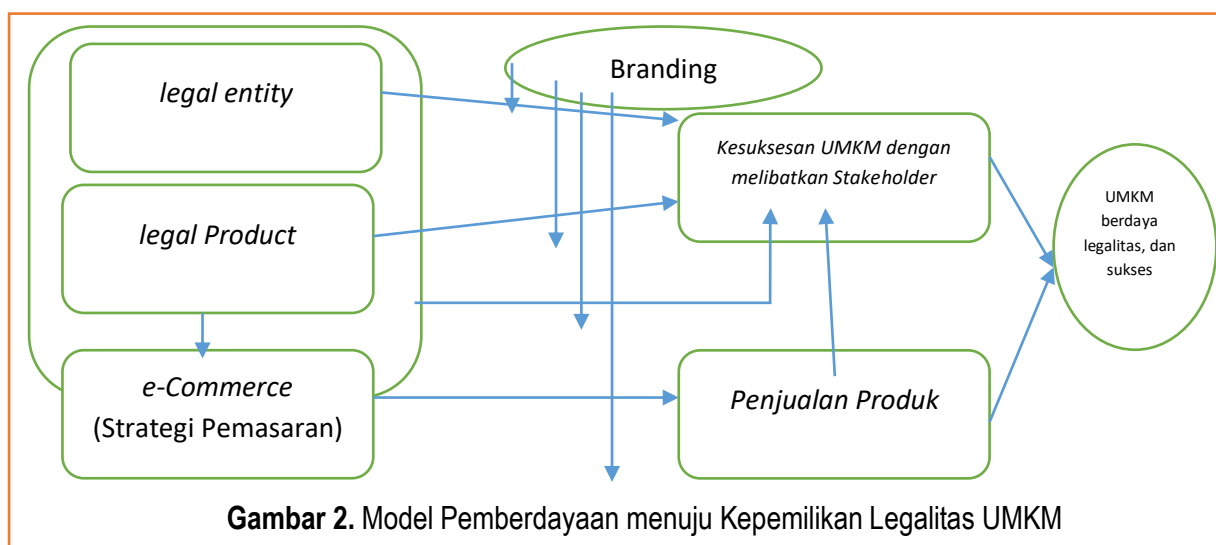 legal entity
Branding
Kesuksesan UMKM dengan
melibatkan Stakeholder
legal Product
UMKM
berdaya
legalitas, dan
sukses
e-Commerce
(Strategi Pemasaran)
Penjualan Produk
Gambar 2. Model Pemberdayaan menuju Kepemilikan Legalitas UMKM